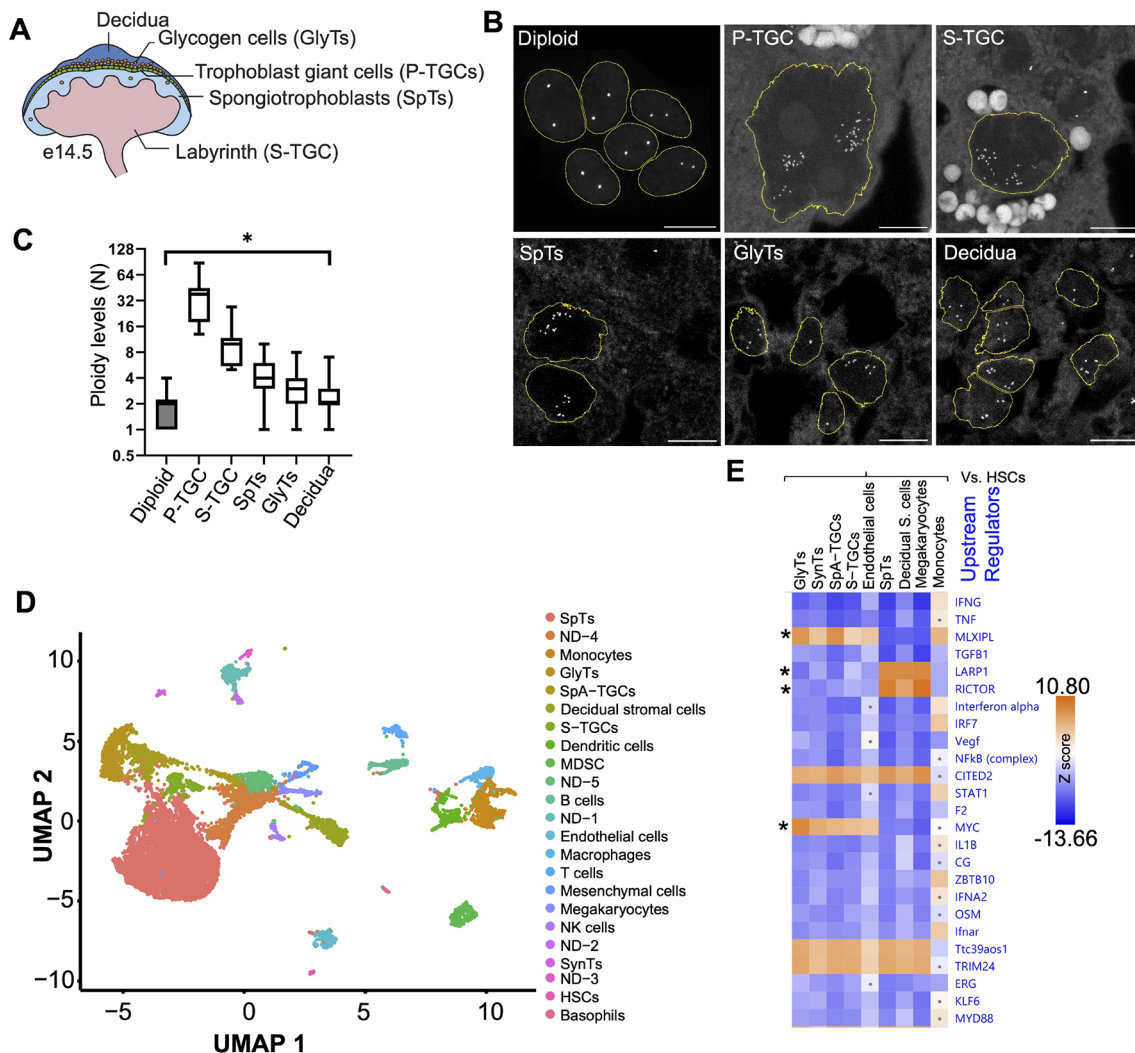 A
Decidua
Glycogen cells (GlyTs)
Trophoblast giant cells (P-TGCs)
Spongiotrophoblasts (SpTs)
e14.5
Labyrinth (S-TGC)
B
Diploid
P-TGC
S-TGC
SpTs
GlyTs
Decidua
C
Ploidy levels (N)
128
64
32
16
8
4
2
1
0.5
*
Diploid
P-TGC
S-TGC
SpTs
GlyTs
Decidua
D
UMAP 2
10
5
0
−5
−10
−5
0
5
10
UMAP 1
SpTs
ND−4
Monocytes
GlyTs
SpA−TGCs
Decidual stromal cells
S−TGCs
Dendritic cells
MDSC
ND−5
B cells
ND−1
Endothelial cells
Macrophages
T cells
Mesenchymal cells
Megakaryocytes
NK cells
ND−2
SynTs
ND−3
HSCs
Basophils
E
Vs. HSCs
GlyTs
SynTs
SpA−TGCs
S−TGCs
Endothelial cells
SpTs
Decidual S. cells
Megakaryocytes
Monocytes
Upstream
Regulators
IFNG
TNF
* MLXIPL
TGFB1
* LARP1
* RICTOR
Interferon alpha
IRF7
Vegf
NFkB (complex)
CITED2
STAT1
F2
* MYC
IL1B
CG
ZBTB10
IFNA2
OSM
Ifnar
Ttc39aos1
TRIM24
ERG
KLF6
MYD88
10.80
Z score
-13.66